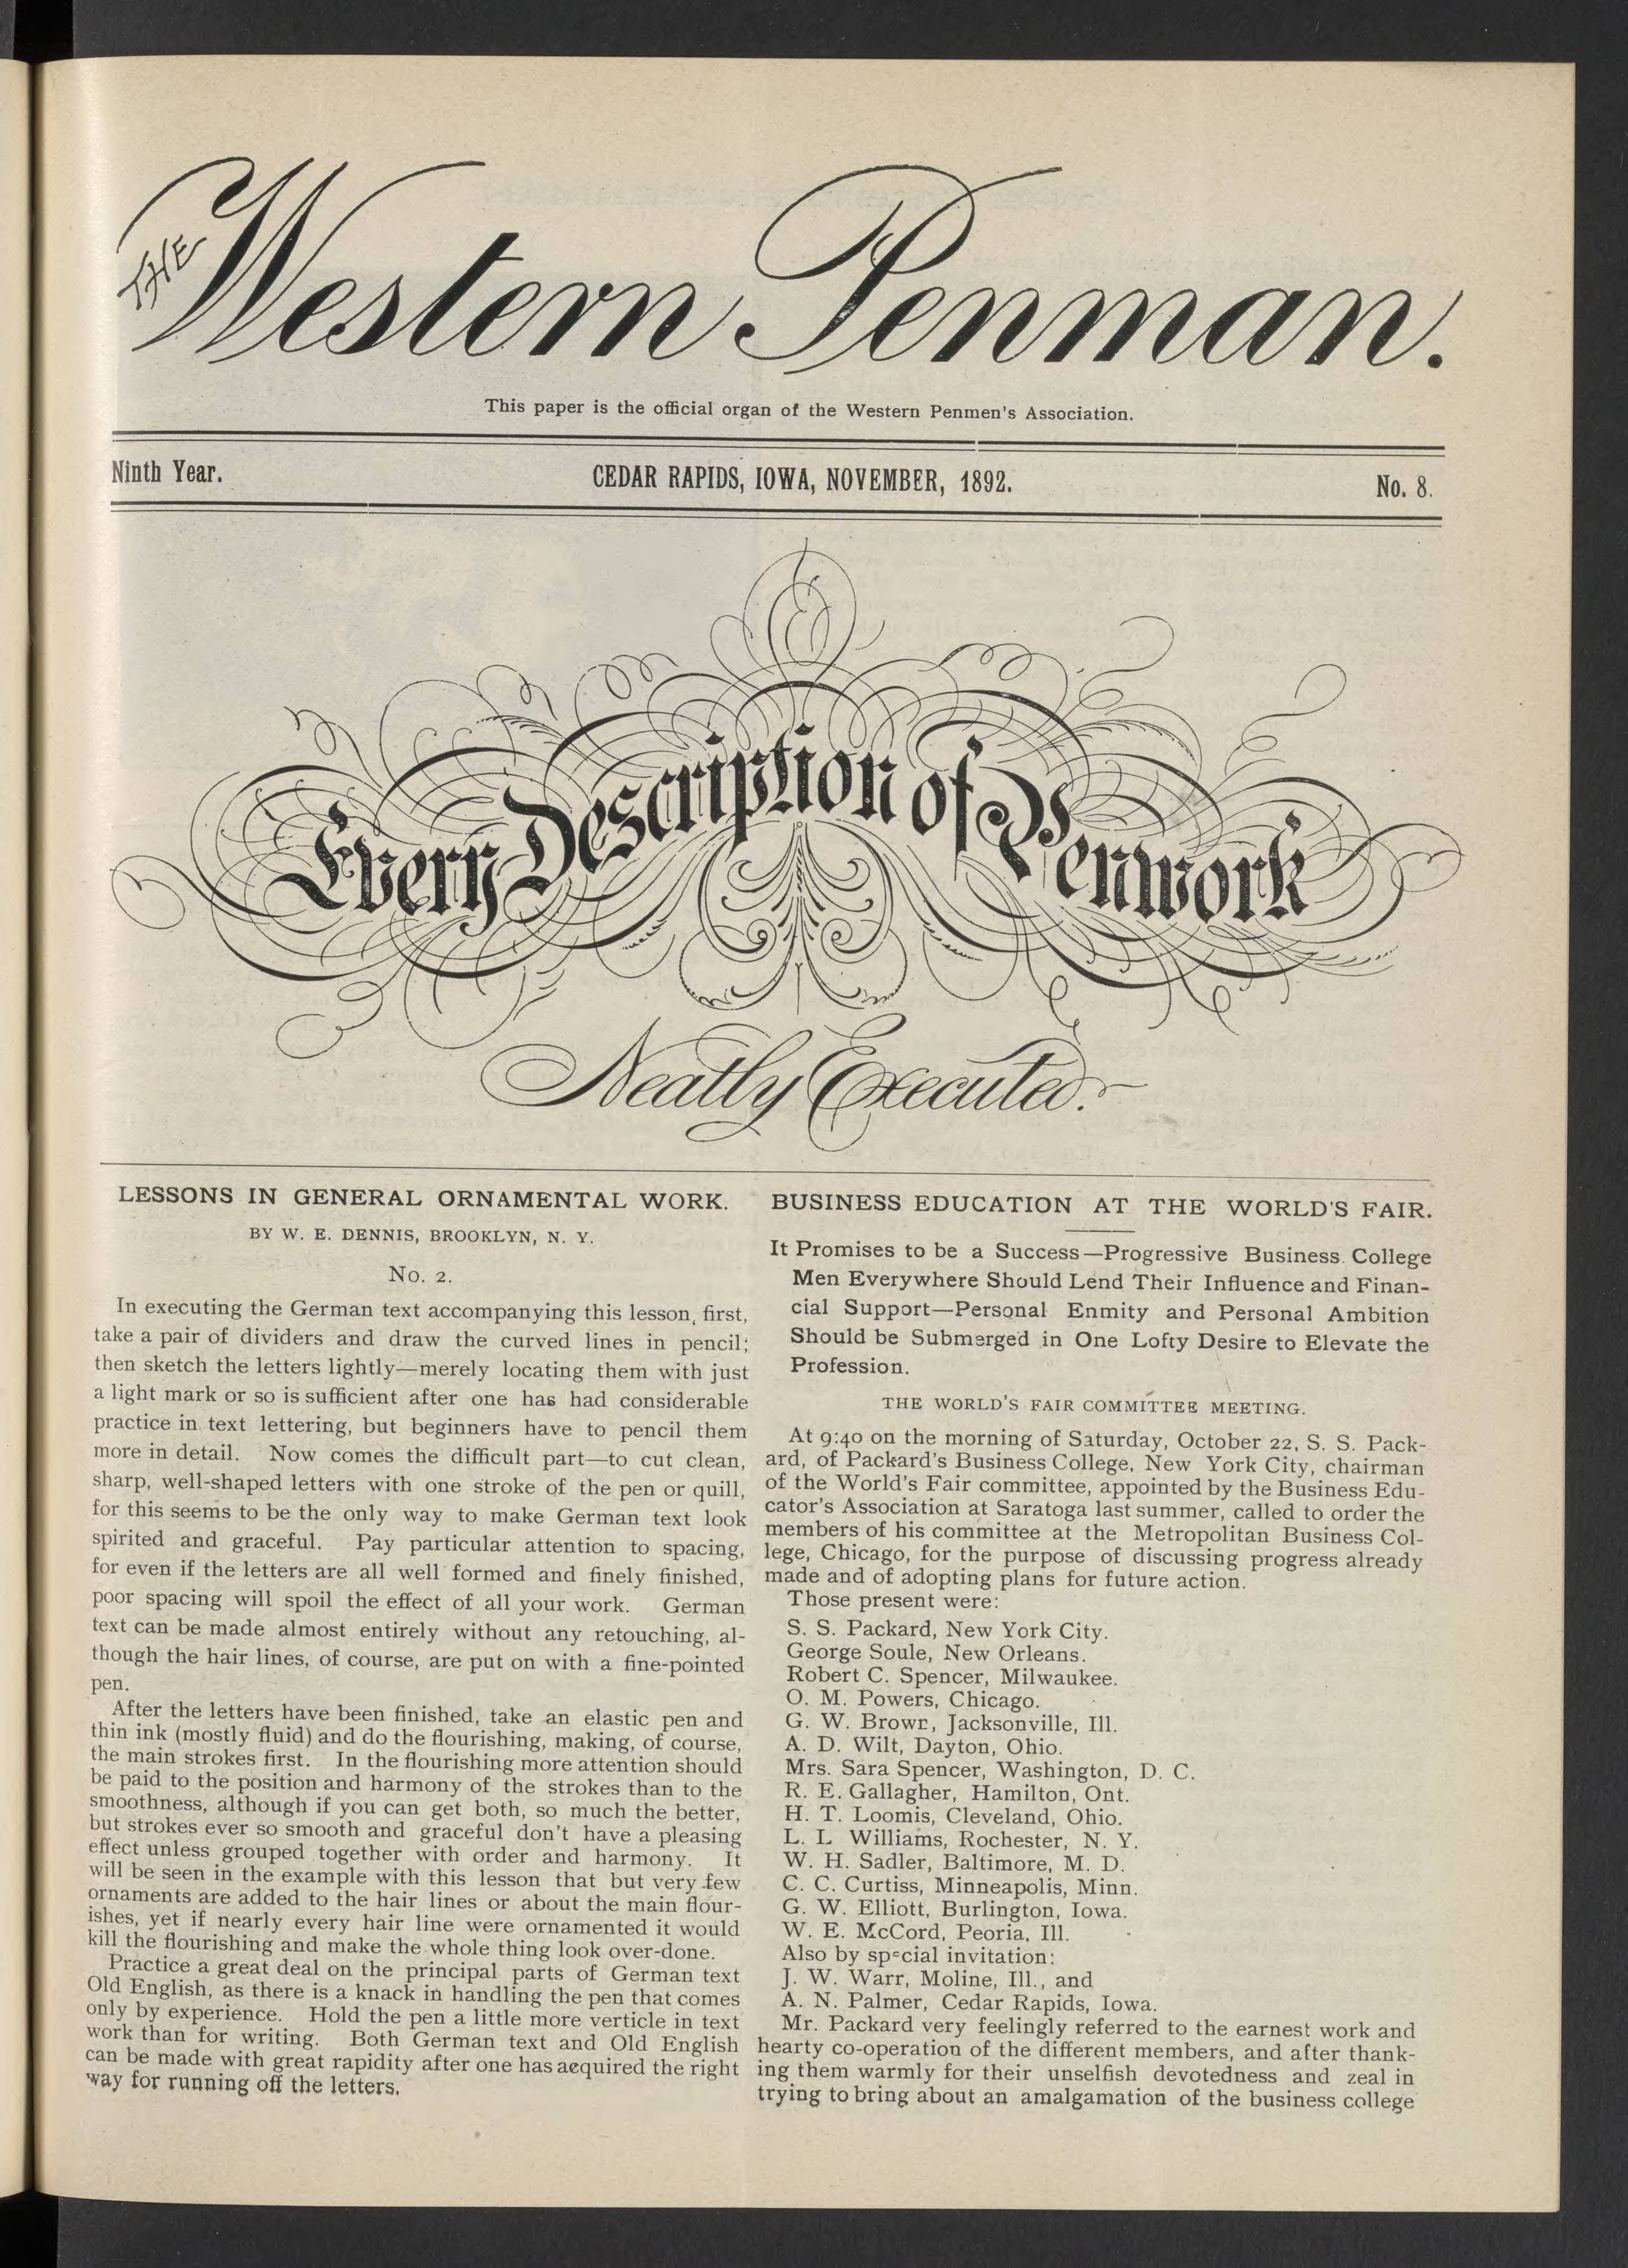 THE Western Penman.
This paper is the official organ of the Western Penmen's Association.
Ninth Year. CEDAR RAPIDS, IOWA, NOVEMBER, 1892. No. 8.
Every Description of Penwork
Neatly Executed.
LESSONS IN GENERAL ORNAMENTAL WORK.
BY W. E. DENNIS, BROOKLYN, N. Y.
No. 2.
In executing the German text accompanying this lesson, first,
take a pair of dividers and draw the curved lines in pencil;
then sketch the letters lightly—merely locating them with just
a light mark or so is sufficient after one has had considerable
practice in text lettering, but beginners have to pencil them
more in detail. Now comes the difficult part—to cut clean,
sharp, well-shaped letters with one stroke of the pen or quill,
for this seems to be the only way to make German text look
spirited and graceful. Pay particular attention to spacing,
for even if the letters are all well formed and finely finished,
poor spacing will spoil the effect of all your work. German
text can be made almost entirely without any retouching, al-
though the hair lines, of course, are put on with a fine-pointed
pen.
After the letters have been finished, take an elastic pen and
thin ink (mostly fluid) and do the flourishing, making, of course,
the main strokes first. In the flourishing more attention should
be paid to the position and harmony of the strokes than to the
smoothness, although if you can get both, so much the better,
but strokes ever so smooth and graceful don't have a pleasing
effect unless grouped together with order and harmony. It
will be seen in the example with this lesson that but very few
ornaments are added to the hair lines or about the main flour-
ishes, yet if nearly every hair line were ornamented it would
kill the flourishing and make the whole thing look over-done.
Practice a great deal on the principal parts of German text
Old English, as there is a knack in handling the pen that comes
only by experience. Hold the pen a little more verticle in text
work than for writing. Both German text and Old English
can be made with great rapidity after one has acquired the right
way for running off the letters.
BUSINESS EDUCATION AT THE WORLD'S FAIR.
It Promises to be a Success—Progressive Business College
Men Everywhere Should Lend Their Influence and Finan-
cial Support—Personal Enmity and Personal Ambition
Should be Submerged in One Lofty Desire to Elevate the
Profession.
THE WORLD'S FAIR COMMITTEE MEETING.
At 9:40 on the morning of Saturday, October 22, S. S. Pack-
ard, of Packard's Business College, New York City, chairman
of the World's Fair committee, appointed by the Business Edu-
cator's Association at Saratoga last summer, called to order the
members of his committee at the Metropolitan Business Col-
lege, Chicago, for the purpose of discussing progress already
made and of adopting plans for future action.
Those present were:
S. S. Packard, New York City.
George Soule, New Orleans.
Robert C. Spencer, Milwaukee.
O. M. Powers, Chicago.
G. W. Brown, Jacksonville, Ill.
A. D. Wilt, Dayton, Ohio.
Mrs. Sara Spencer, Washington, D. C.
R. E. Gallagher, Hamilton, Ont.
H. T. Loomis, Cleveland, Ohio.
L. L Williams, Rochester, N. Y.
W. H. Sadler, Baltimore, M. D.
C. C. Curtiss, Minneapolis, Minn.
G. W. Elliott, Burlington, Iowa.
W. E. McCord, Peoria, Ill.
Also by special invitation:
J. W. Warr, Moline, Ill., and
A. N. Palmer, Cedar Rapids, Iowa.
Mr. Packard very feelingly referred to the earnest work and
hearty co-operation of the different members, and after thank-
ing them warmly for their unselfish devotedness and zeal in
trying to bring about an amalgamation of the business college